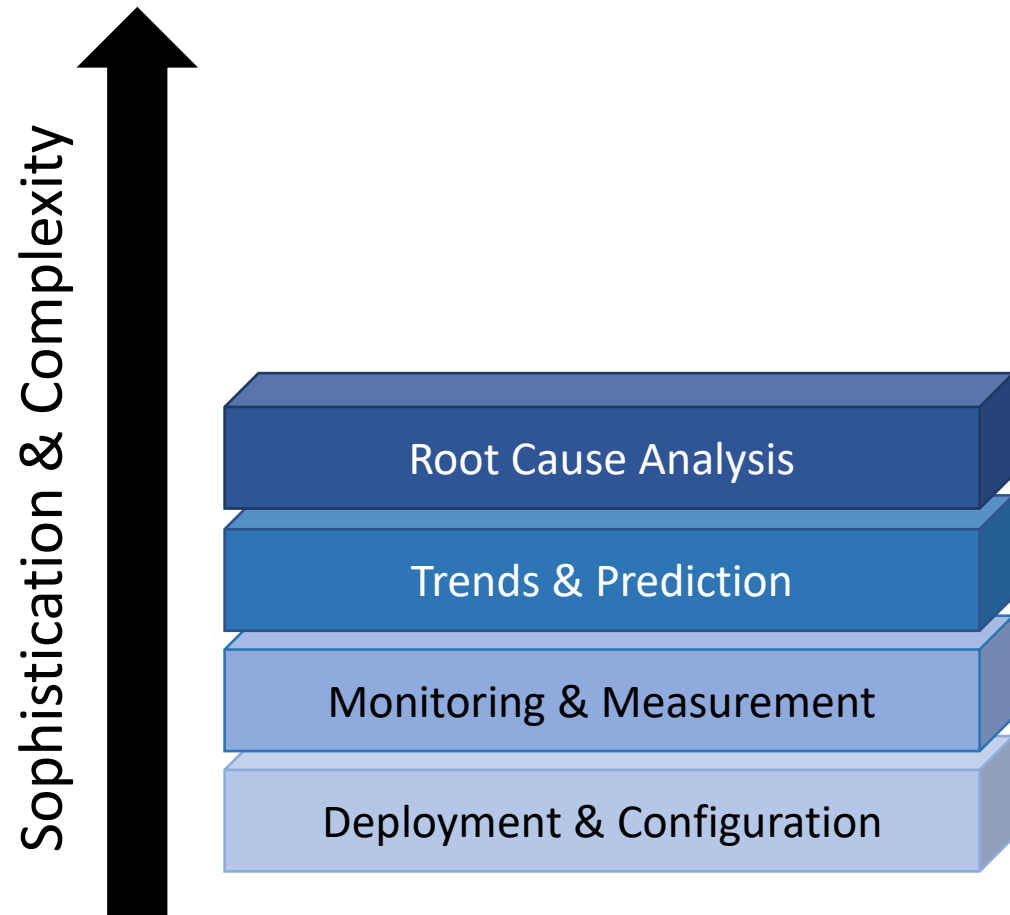 Sophistication & Complexity
Root Cause Analysis
Trends & Prediction
Monitoring & Measurement
Deployment & Configuration